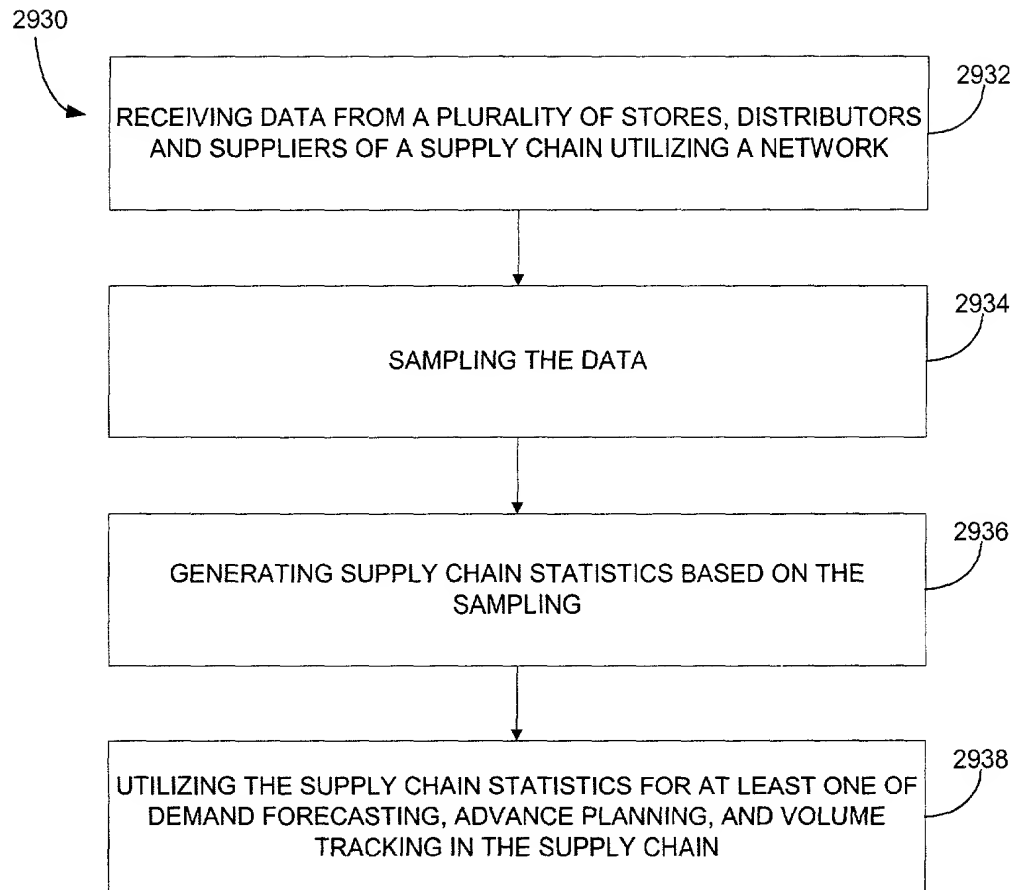 2930
2932
RECEIVING DATA FROM A PLURALITY OF STORES, DISTRIBUTORS
AND SUPPLIERS OF A SUPPLY CHAIN UTILIZING A NETWORK
2934
SAMPLING THE DATA
2936
GENERATING SUPPLY CHAIN STATISTICS BASED ON THE
SAMPLING
2938
UTILIZING THE SUPPLY CHAIN STATISTICS FOR AT LEAST ONE OF
DEMAND FORECASTING, ADVANCE PLANNING, AND VOLUME
TRACKING IN THE SUPPLY CHAIN